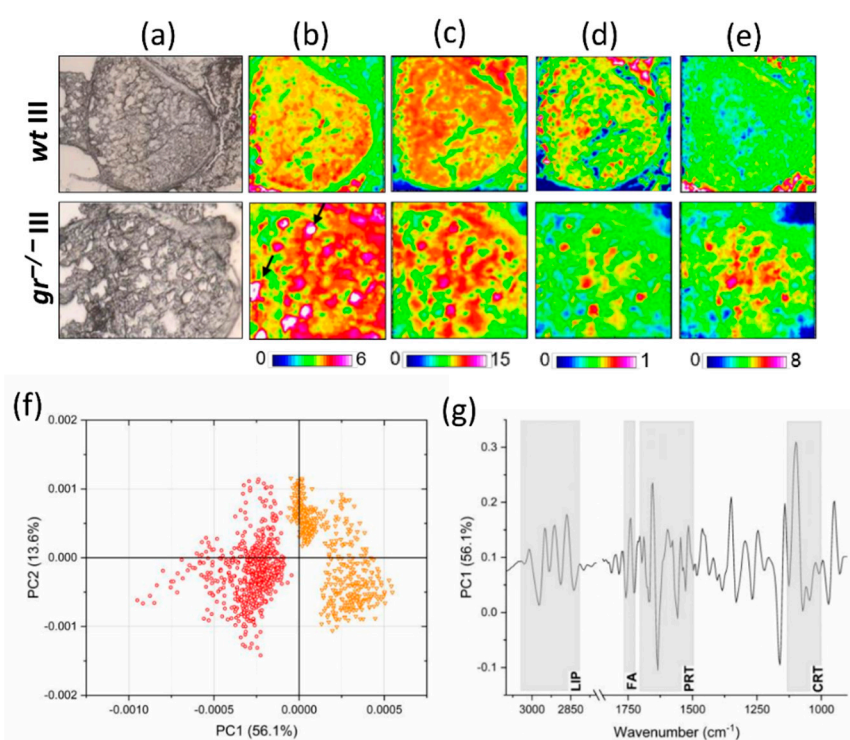 (a) (b) (c) (d) (e)
wt III
gr⁻/⁻ III
0 6 0 15 0 1 0 8
(f)
0.002
0.001
0.000
-0.001
-0.002
PC2 (13.6%)
-0.0010 -0.0005 0.0000 0.0005
PC1 (56.1%)
(g)
0.3
0.2
0.1
0.0
-0.1
PC1 (56.1%)
LIP FA PRT CRT
3000 2850 1750 1500 1250 1000
Wavenumber (cm⁻¹)